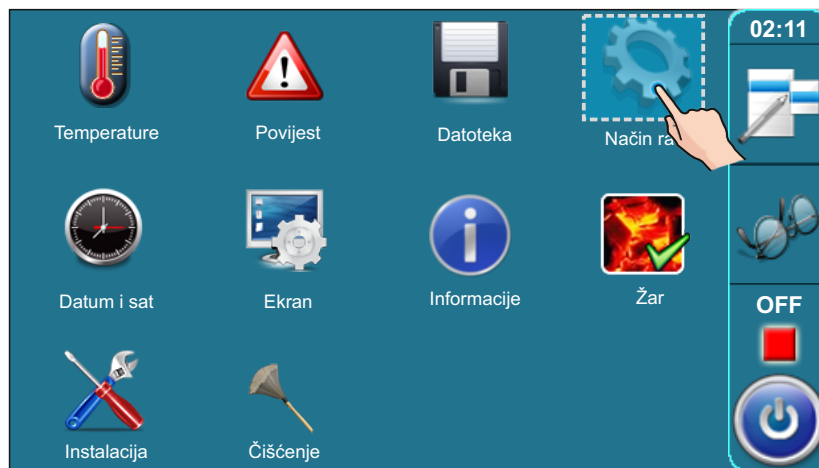 02:11
Temperature
Povijest
Datoteka
Način ra
Datum i sat
Ekran
Informacije
Žar
OFF
Instalacija
Čišćenje